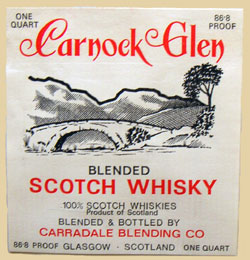 ONE QUART
86·8 PROOF
Carnock Glen
BLENDED
SCOTCH WHISKY
100% SCOTCH WHISKIES
Product of Scotland
BLENDED & BOTTLED BY
CARRADALE BLENDING CO
86·8 PROOF GLASGOW · SCOTLAND ONE QUART